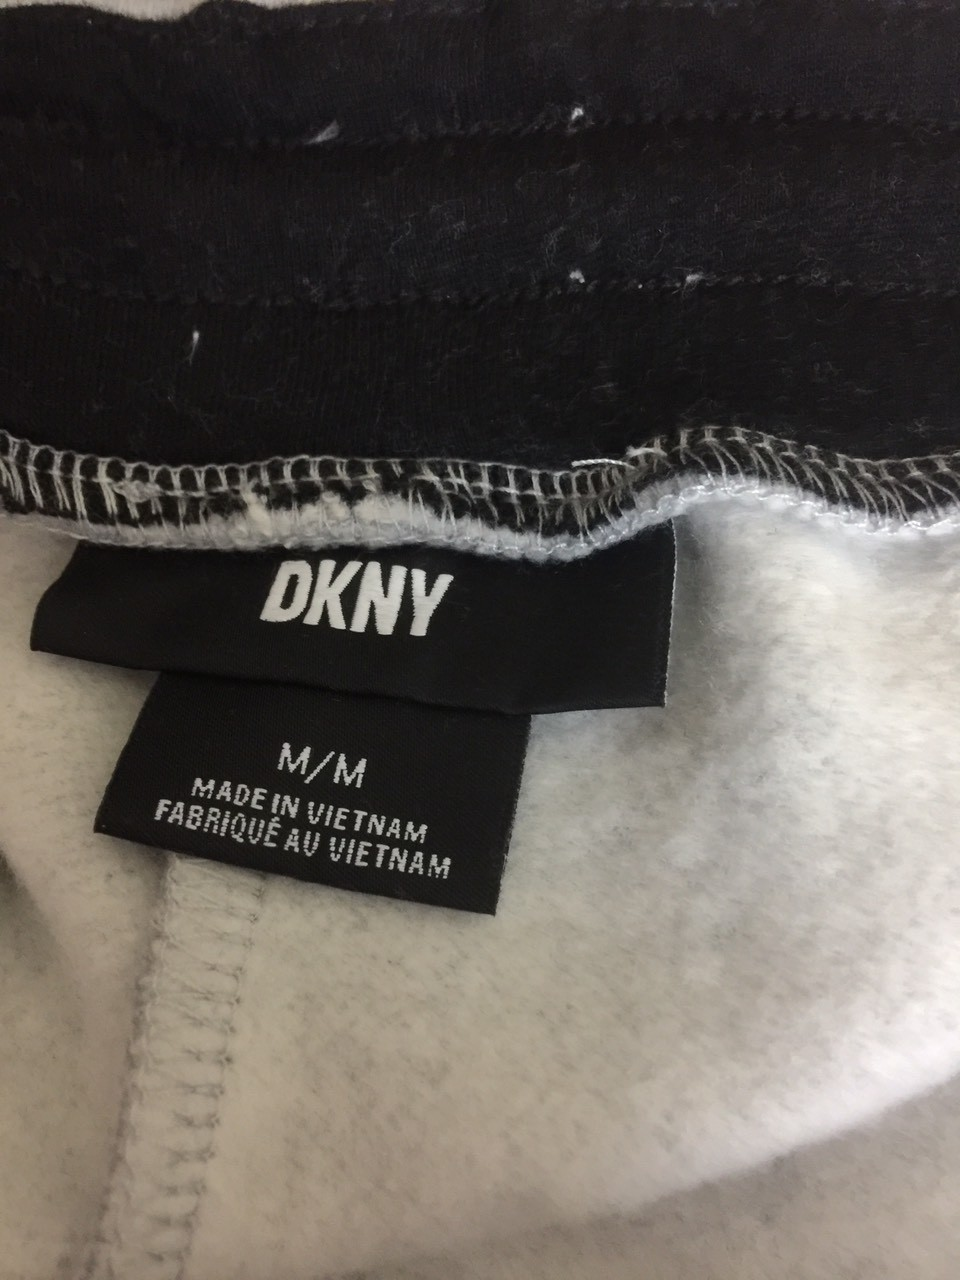 DKNY
M/M
MADE IN VIETNAM
FABRIQUÉ AU VIETNAM